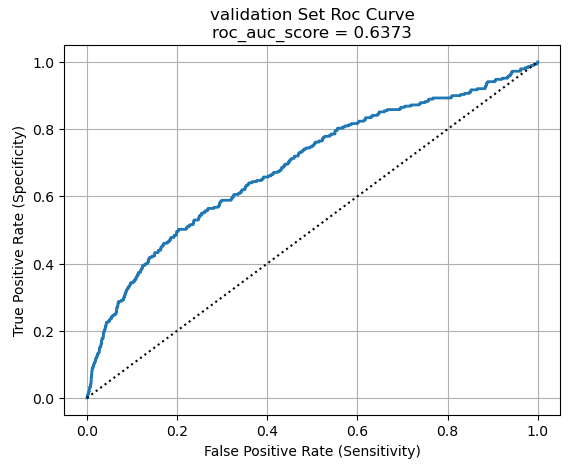 validation Set Roc Curve
roc_auc_score = 0.6373
1.0
0.8
0.6
0.4
0.2
0.0
True Positive Rate (Specificity)
0.0 0.2 0.4 0.6 0.8 1.0
False Positive Rate (Sensitivity)